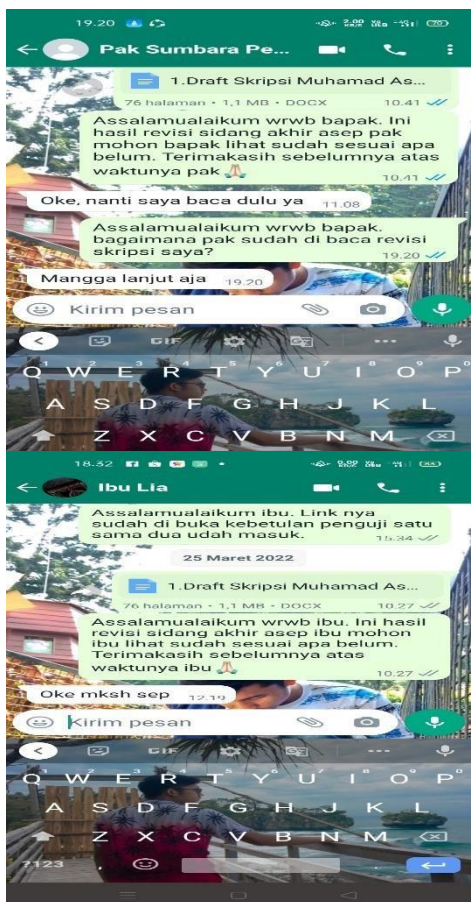 19.20
70
Pak Sumbara Pe...
1.Draft Skripsi Muhamad As...
76 halaman • 1,1 MB • DOCX 10.41
Assalamualaikum wrwb bapak. Ini
hasil revisi sidang akhir asep pak
mohon bapak lihat sudah sesuai apa
belum. Terimakasih sebelumnya atas
waktunya pak 🙏
10.41
Oke, nanti saya baca dulu ya 11.08
Assalamualaikum wrwb bapak.
bagaimana pak sudah di baca revisi
skripsi saya?
19.20
Mangga lanjut aja 19.20
Kirim pesan
GIF
Q W E R T Y U I O P
A S D F G H J K L
Z X C V B N M
18.32
Ibu Lia
Assalamualaikum ibu. Link nya
sudah di buka kebetulan penguji satu
sama dua udah masuk. 15.34
25 Maret 2022
1.Draft Skripsi Muhamad As...
76 halaman • 1,1 MB • DOCX 10.27
Assalamualaikum wrwb ibu. Ini hasil
revisi sidang akhir asep ibu mohon
ibu lihat sudah sesuai apa belum.
Terimakasih sebelumnya atas
waktunya ibu 🙏
10.27
Oke mksh sep 12.19
Kirim pesan
GIF
Q W E R T Y U I O P
A S D F G H J K L
Z X C V B N M
?123 , .